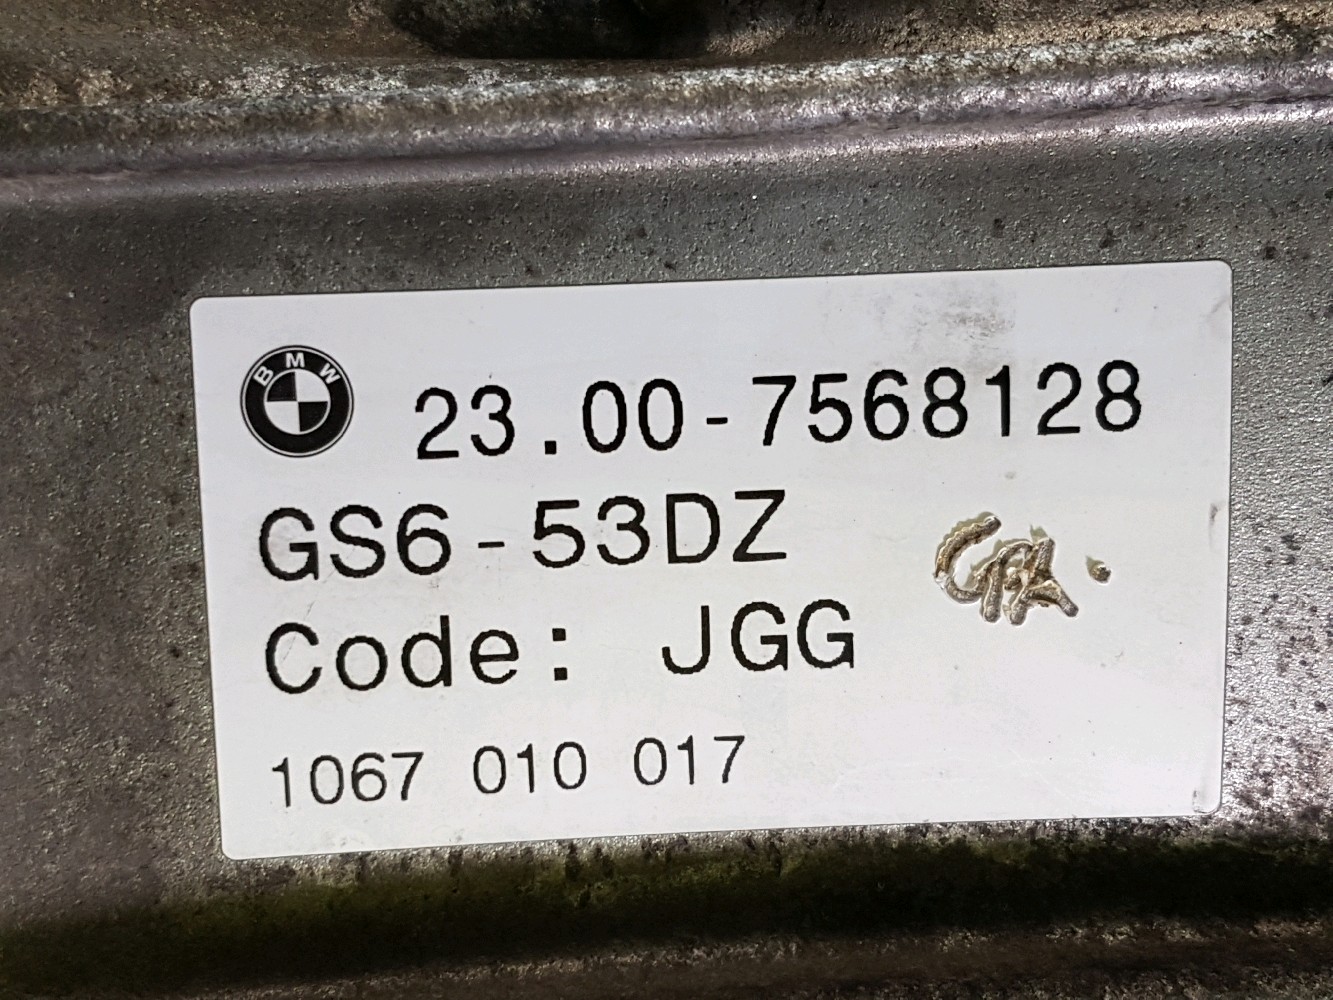 BMW
23.00-7568128
GS6-53DZ
Code: JGG
1067 010 017